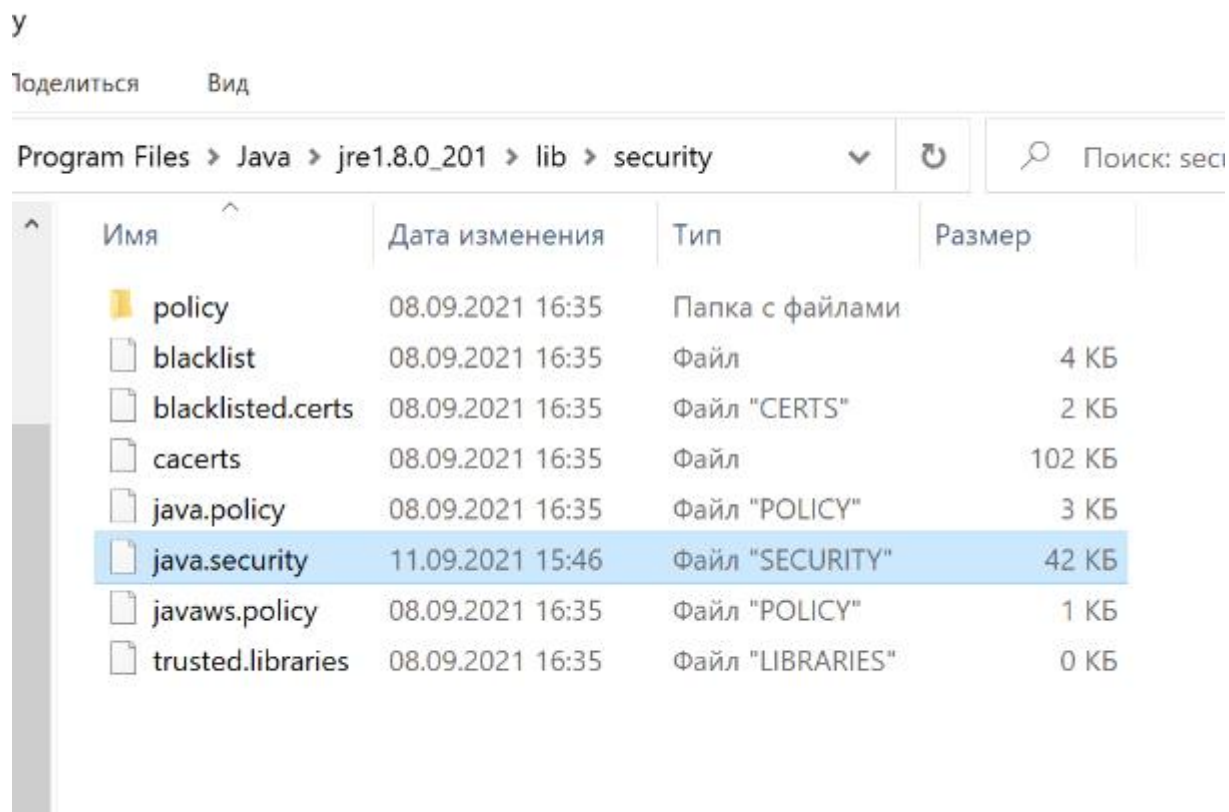 y
Поделиться Вид
Program Files > Java > jre1.8.0_201 > lib > security Поиск: secu
Имя Дата изменения Тип Размер
policy 08.09.2021 16:35 Папка с файлами
blacklist 08.09.2021 16:35 Файл 4 КБ
blacklisted.certs 08.09.2021 16:35 Файл "CERTS" 2 КБ
cacerts 08.09.2021 16:35 Файл 102 КБ
java.policy 08.09.2021 16:35 Файл "POLICY" 3 КБ
java.security 11.09.2021 15:46 Файл "SECURITY" 42 КБ
javaws.policy 08.09.2021 16:35 Файл "POLICY" 1 КБ
trusted.libraries 08.09.2021 16:35 Файл "LIBRARIES" 0 КБ